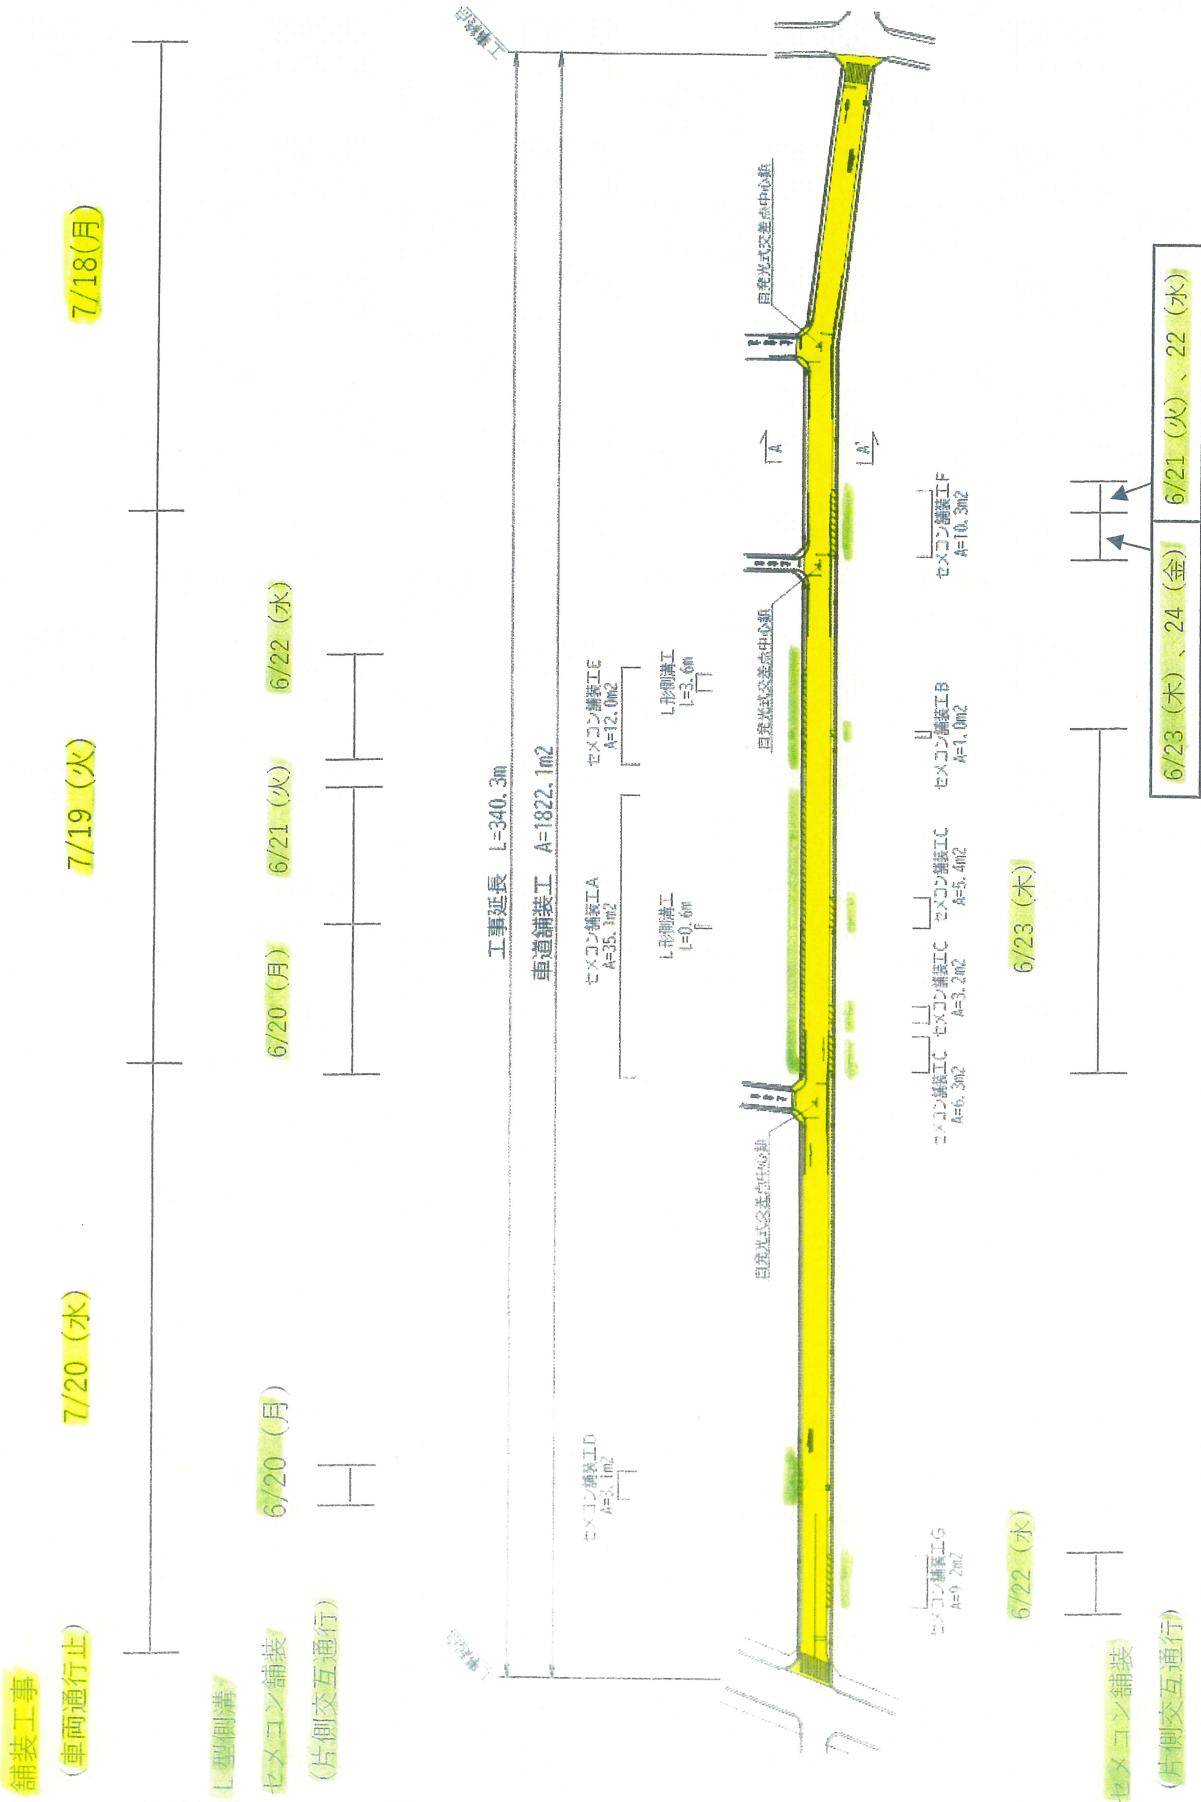 舗装工事
(車両通行止)
7/20 (水)
7/19 (火)
7/18(月)
L型側溝
セメコン舗装
(片側交互通行)
6/20 (月)
6/20 (月)
6/21 (火)
6/22 (水)
工事終点
工事延長 L=340.3m
車道舗装工 A=1822.1m2
セメコン舗装工D
A=3.1m2
セメコン舗装工A
A=35.1m2
セメコン舗装工E
A=12.0m2
L形側溝工
L=0.6m
L形側溝工
L=3.6m
自発光式交差点中心鋲
自発光式交差点中心鋲
自発光式交差点中心鋲
A
A'
セメコン舗装工G
A=9.2m2
セメコン舗装工C
A=6.3m2
セメコン舗装工C
A=3.2m2
セメコン舗装工C
A=5.4m2
セメコン舗装工B
A=1.0m2
セメコン舗装工F
A=10.3m2
6/22 (水)
6/23 (木)
セメコン舗装
(片側交互通行)
6/23 (木)、24 (金)
6/21 (火)、22 (水)